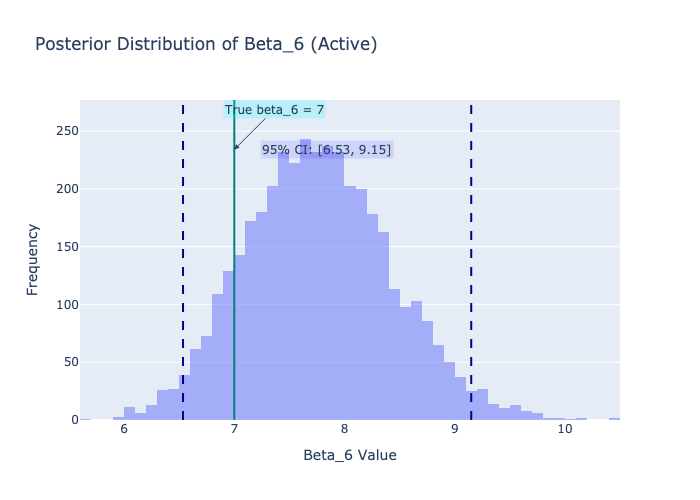 Posterior Distribution of Beta_6 (Active)
True beta_6 = 7
95% CI: [6.53, 9.15]
250
200
150
100
50
0
Frequency
6 7 8 9 10
Beta_6 Value